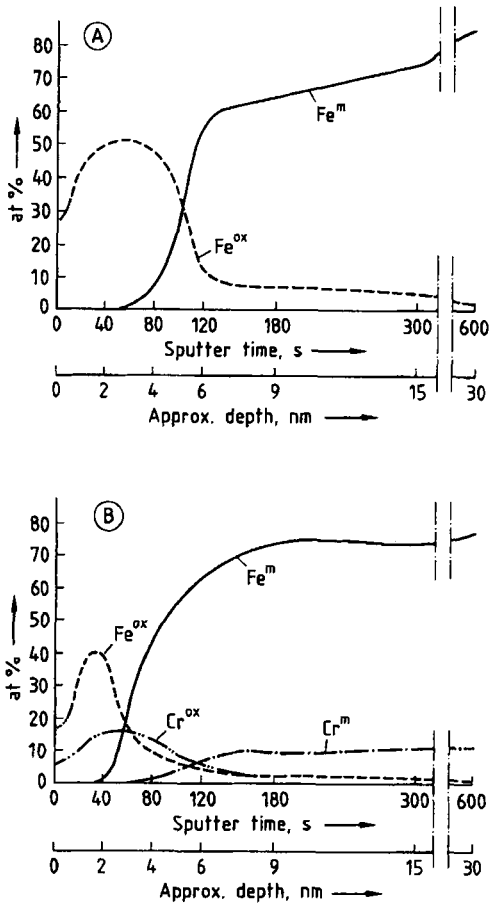 A
80
70
60
50
40
30
20
10
0
at %
Fe^m
Fe^ox
0 40 80 120 180 300 600
Sputter time, s
0 2 4 6 9 15 30
Approx. depth, nm
B
80
70
60
50
40
30
20
10
0
at %
Fe^m
Fe^ox
Cr^ox
Cr^m
0 40 80 120 180 300 600
Sputter time, s
0 2 4 6 9 15 30
Approx. depth, nm